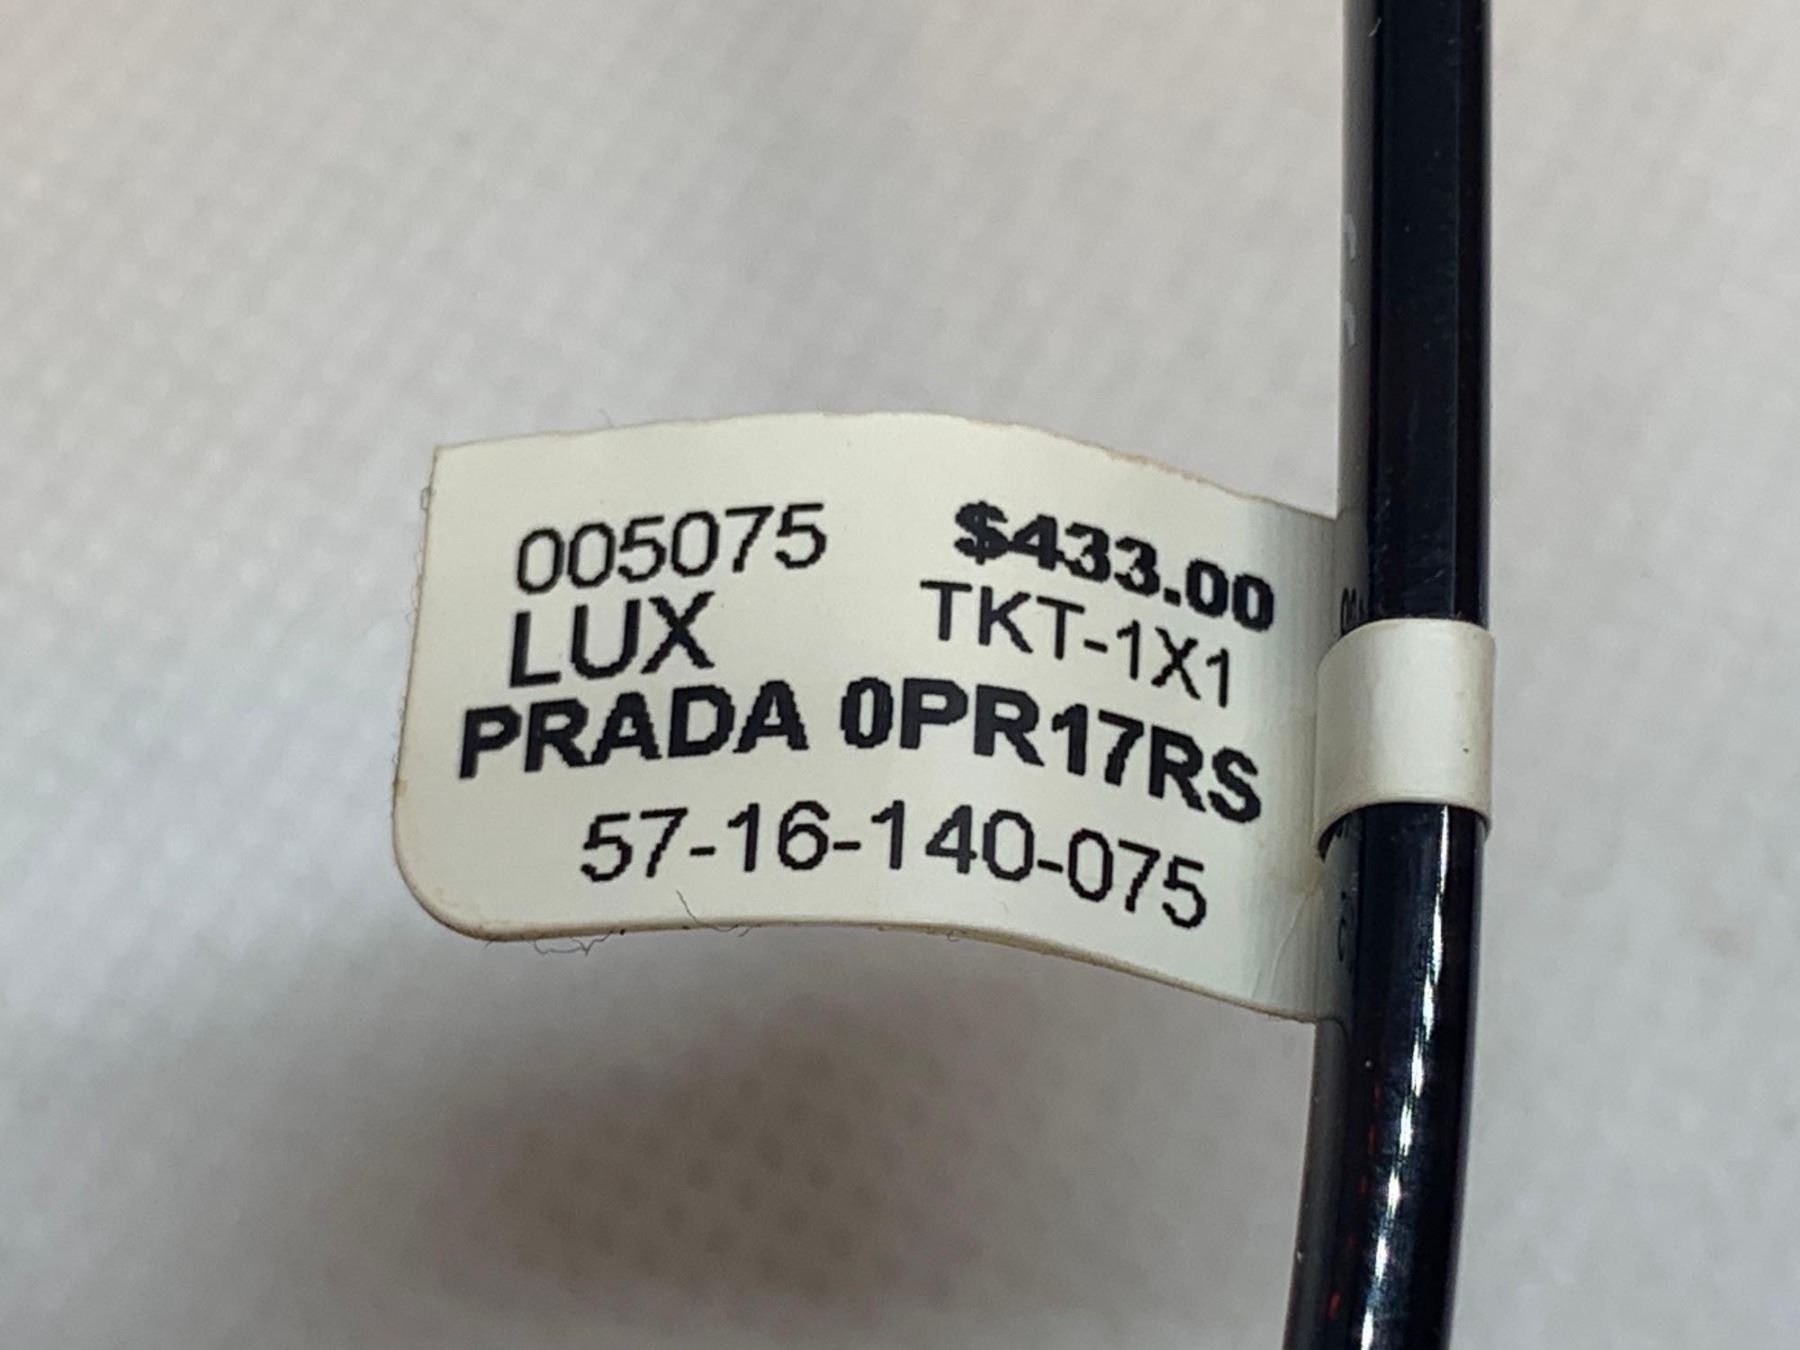 005075 $433.00
LUX TKT-1X1
PRADA 0PR17RS
57-16-140-075